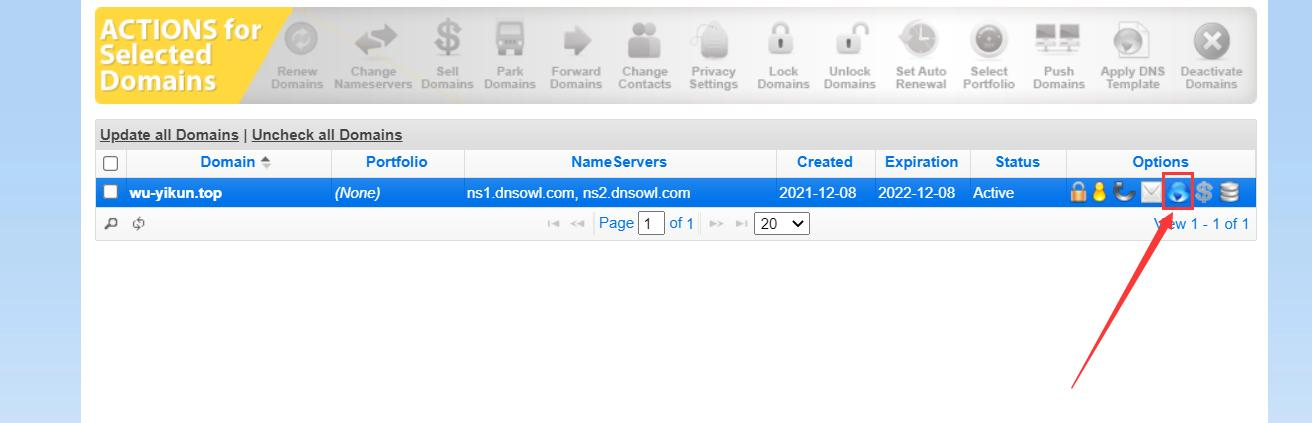 ACTIONS for
Selected
Domains
Renew
Domains
Change
Nameservers
Sell
Domains
Park
Domains
Forward
Domains
Change
Contacts
Privacy
Settings
Lock
Domains
Unlock
Domains
Set Auto
Renewal
Select
Portfolio
Push
Domains
Apply DNS
Template
Deactivate
Domains
Update all Domains | Uncheck all Domains
Domain Portfolio NameServers Created Expiration Status Options
wu-yikun.top (None) ns1.dnsowl.com, ns2.dnsowl.com 2021-12-08 2022-12-08 Active
Page 1 of 1 20 View 1 - 1 of 1